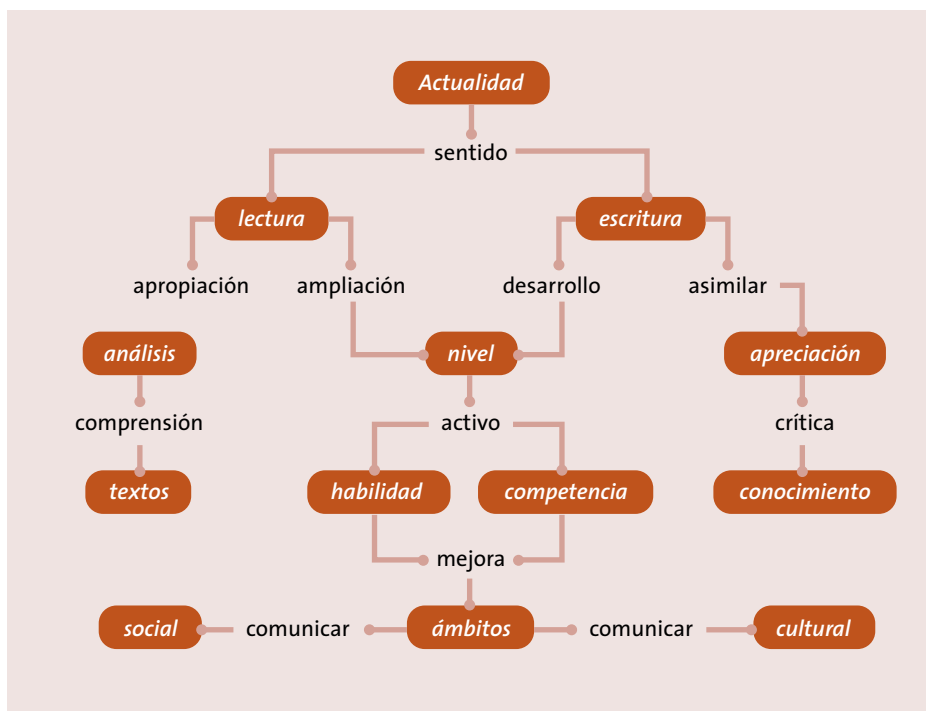 Actualidad
sentido
lectura escritura
apropiación ampliación desarrollo asimilar
análisis nivel apreciación
comprensión activo crítica
textos habilidad competencia conocimiento
mejora
social comunicar ámbitos comunicar cultural